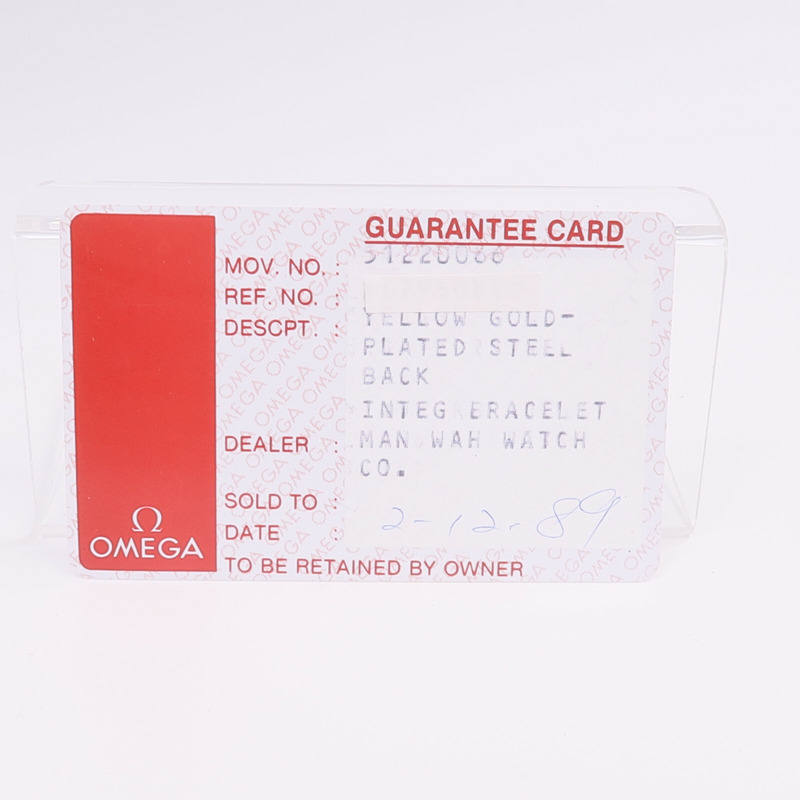 GUARANTEE CARD
MOV. NO. :
REF. NO. :
DESCPT. : YELLOW GOLD-
PLATED STEEL
BACK
INTEG ERACELET
DEALER : MAN WAH WATCH
CO.
SOLD TO :
DATE : 2-12-89
Ω
OMEGA
TO BE RETAINED BY OWNER